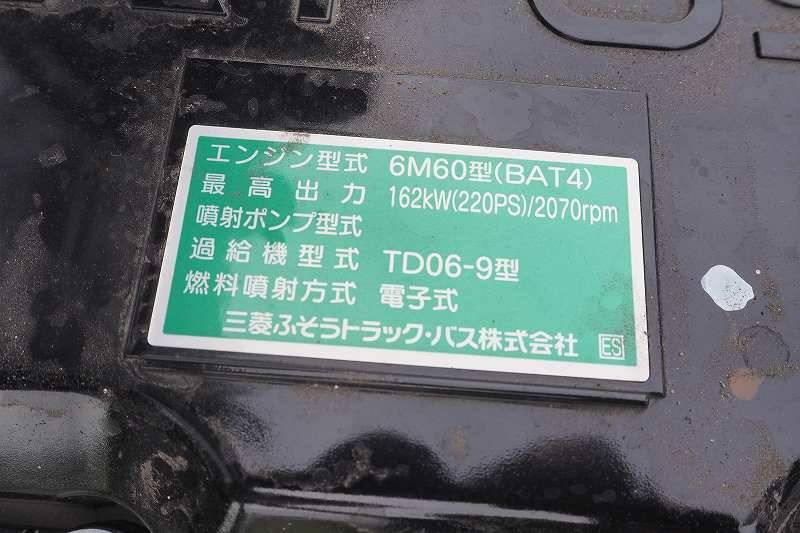 エンジン型式 6M60型(BAT4)
最高出力 162kW(220PS)/2070rpm
噴射ポンプ型式
過給機型式 TD06-9型
燃料噴射方式 電子式
三菱ふそうトラック・バス株式会社 ES